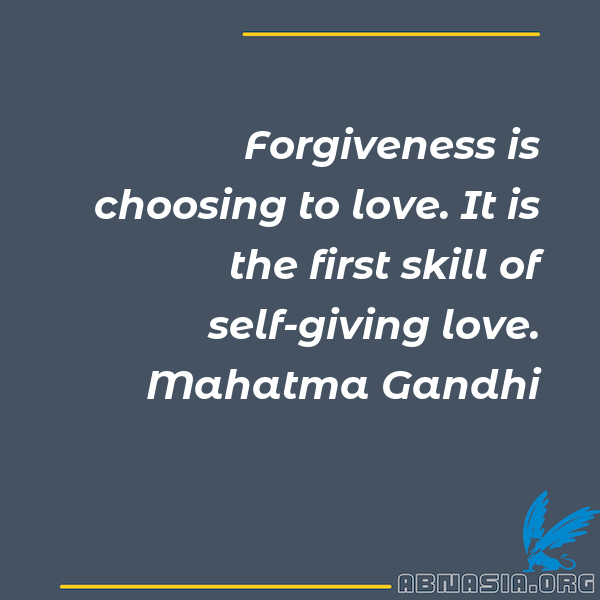 Forgiveness is
choosing to love. It is
the first skill of
self-giving love.
Mahatma Gandhi
ABNASIA.ORG